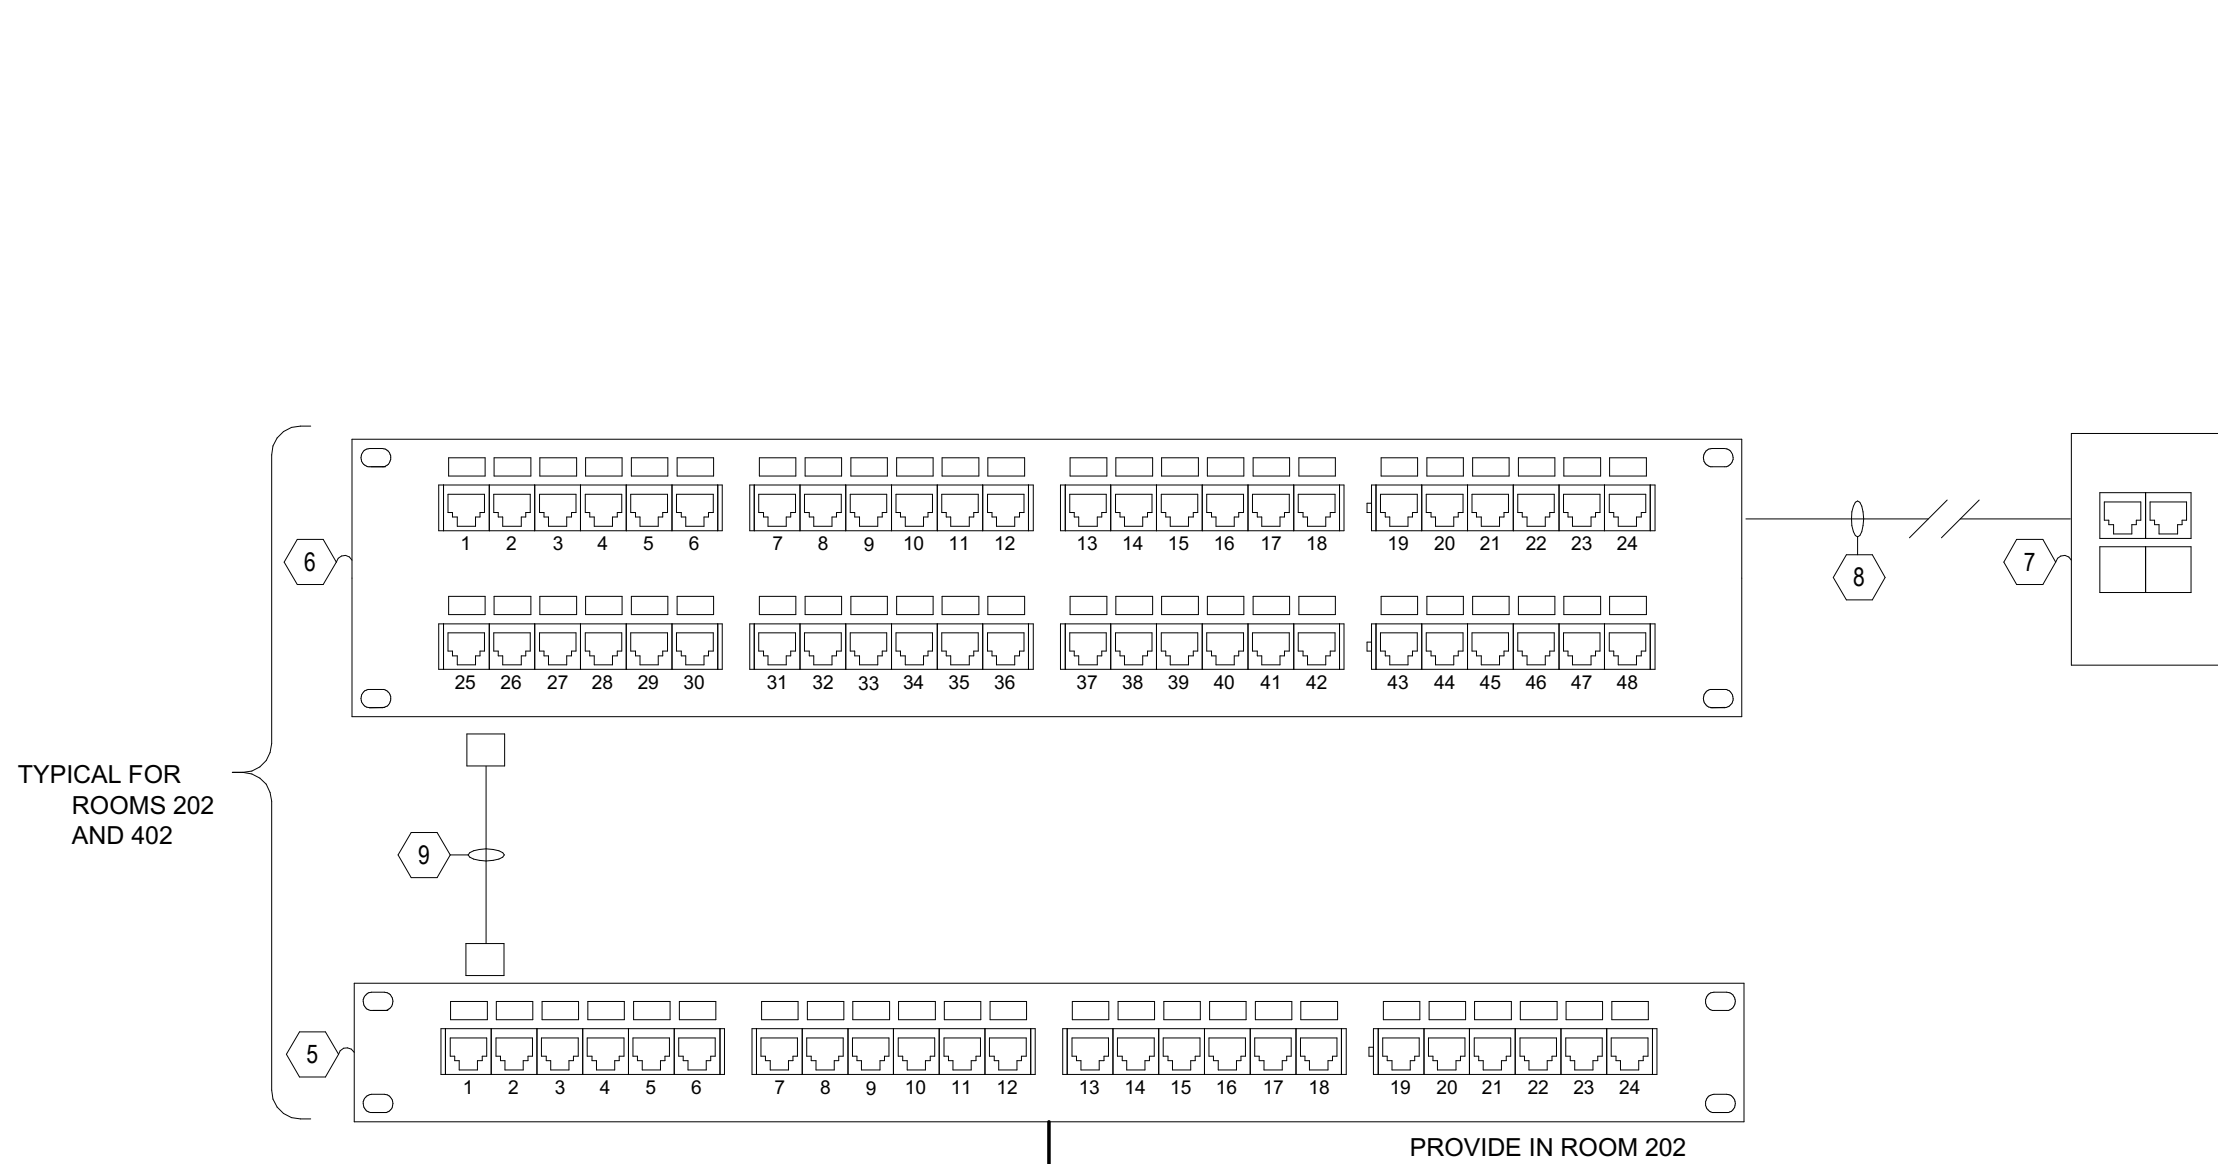 1 2 3 4 5 6 7 8 9 10 11 12 13 14 15 16 17 18 19 20 21 22 23 24
6
8
7
25 26 27 28 29 30 31 32 33 34 35 36 37 38 39 40 41 42 43 44 45 46 47 48
TYPICAL FOR
ROOMS 202
AND 402
9
5
1 2 3 4 5 6 7 8 9 10 11 12 13 14 15 16 17 18 19 20 21 22 23 24
PROVIDE IN ROOM 202